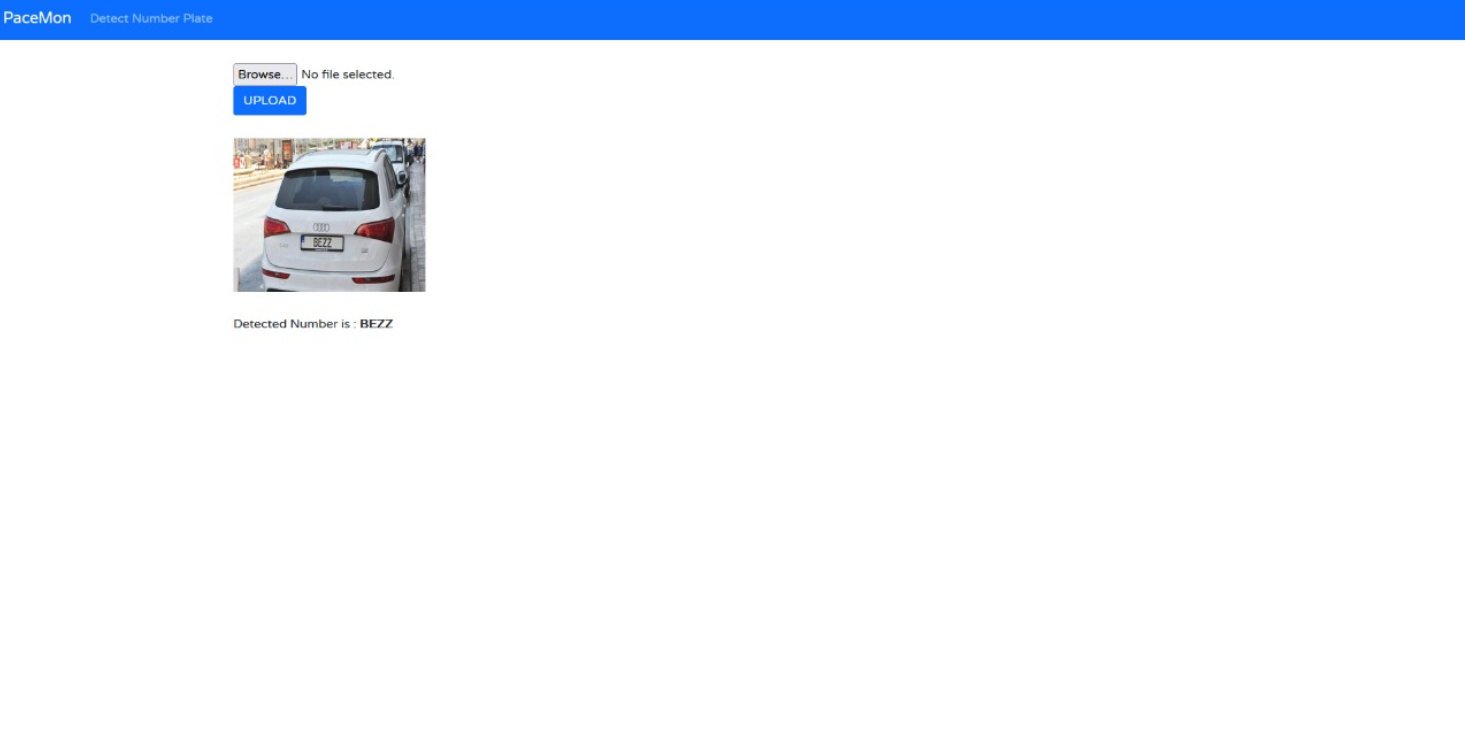 PaceMon Detect Number Plate
Browse... No file selected.
UPLOAD
BEZZ
Detected Number is : BEZZ